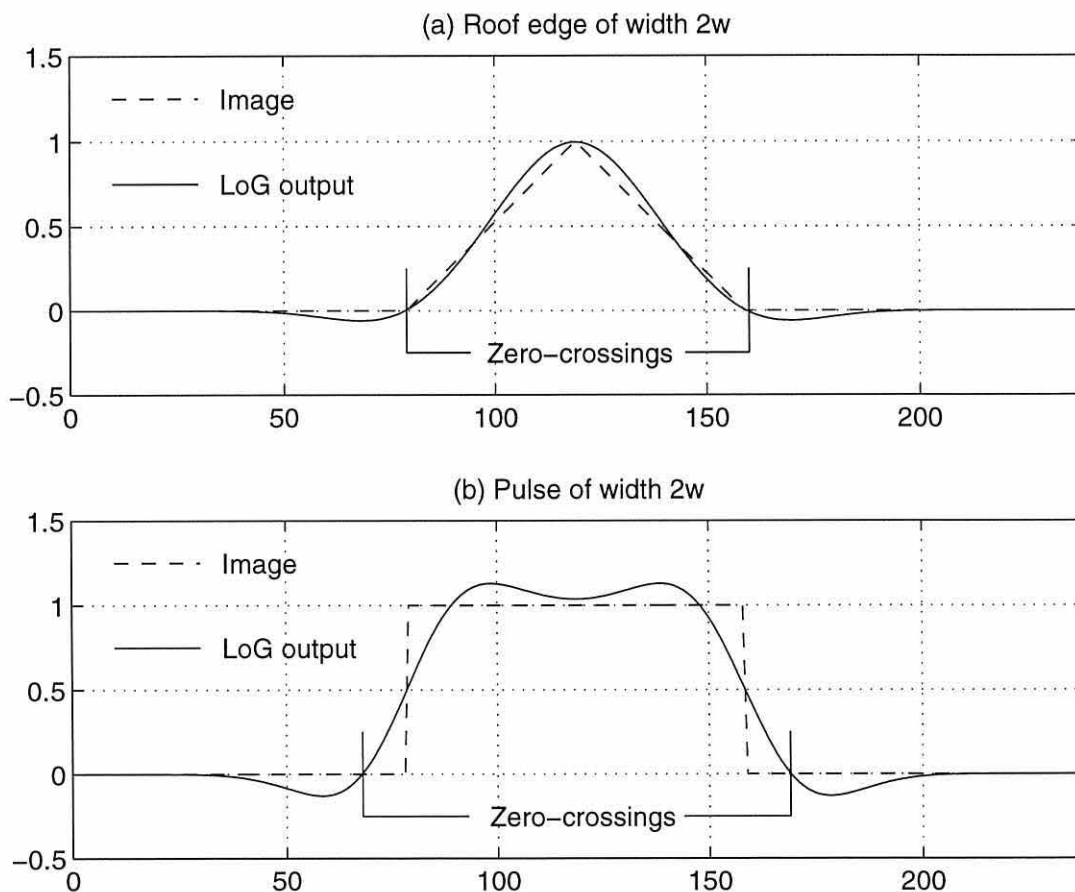 (a) Roof edge of width 2w
1.5
Image
1
LoG output
0.5
0
Zero−crossings
−0.5
0 50 100 150 200
(b) Pulse of width 2w
1.5
Image
1
LoG output
0.5
0
Zero−crossings
−0.5
0 50 100 150 200